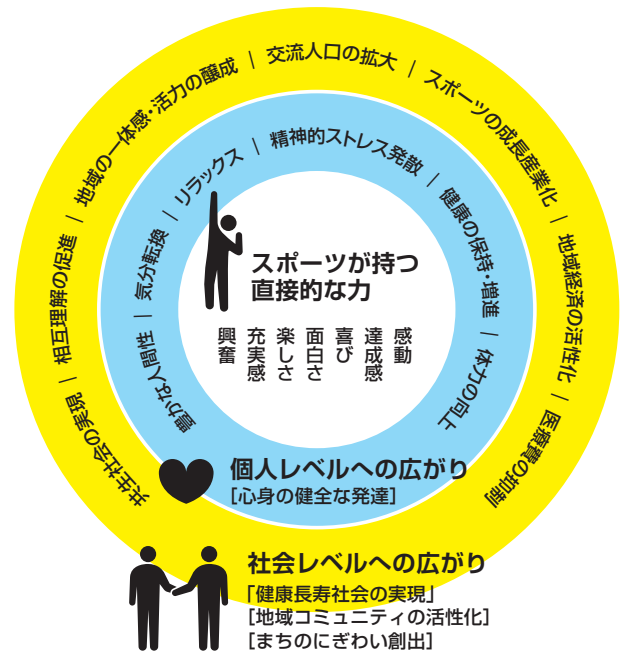 共生社会の実現 | 相互理解の促進 | 地域の一体感・活力の醸成 | 交流人口の拡大 | スポーツの成長産業化 | 地域経済の活性化 | 医療費の抑制
豊かな人間性 | 気分転換 | リラックス | 精神的ストレス発散 | 健康の保持・増進 | 体力の向上
スポーツが持つ
直接的な力
感動
達成感
喜び
面白さ
楽しさ
充実感
興奮
個人レベルへの広がり
[心身の健全な発達]
社会レベルへの広がり
「健康長寿社会の実現」
[地域コミュニティの活性化]
[まちのにぎわい創出]